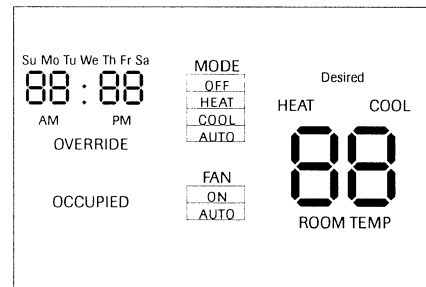 Su Mo Tu We Th Fr Sa
88 : 88
AM PM
OVERRIDE
OCCUPIED
MODE
OFF
HEAT
COOL
AUTO
FAN
ON
AUTO
Desired
HEAT COOL
88
ROOM TEMP